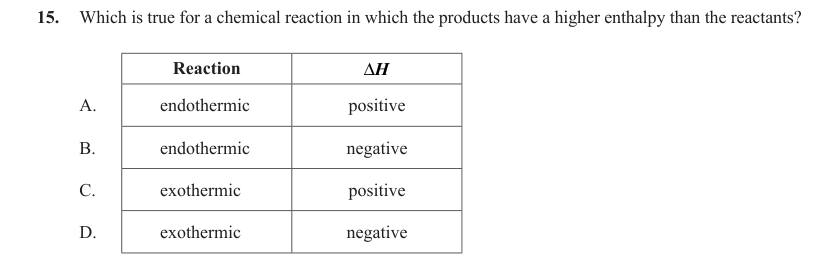 15. Which is true for a chemical reaction in which the products have a higher enthalpy than the reactants?
Reaction ΔH
A. endothermic positive
B. endothermic negative
C. exothermic positive
D. exothermic negative